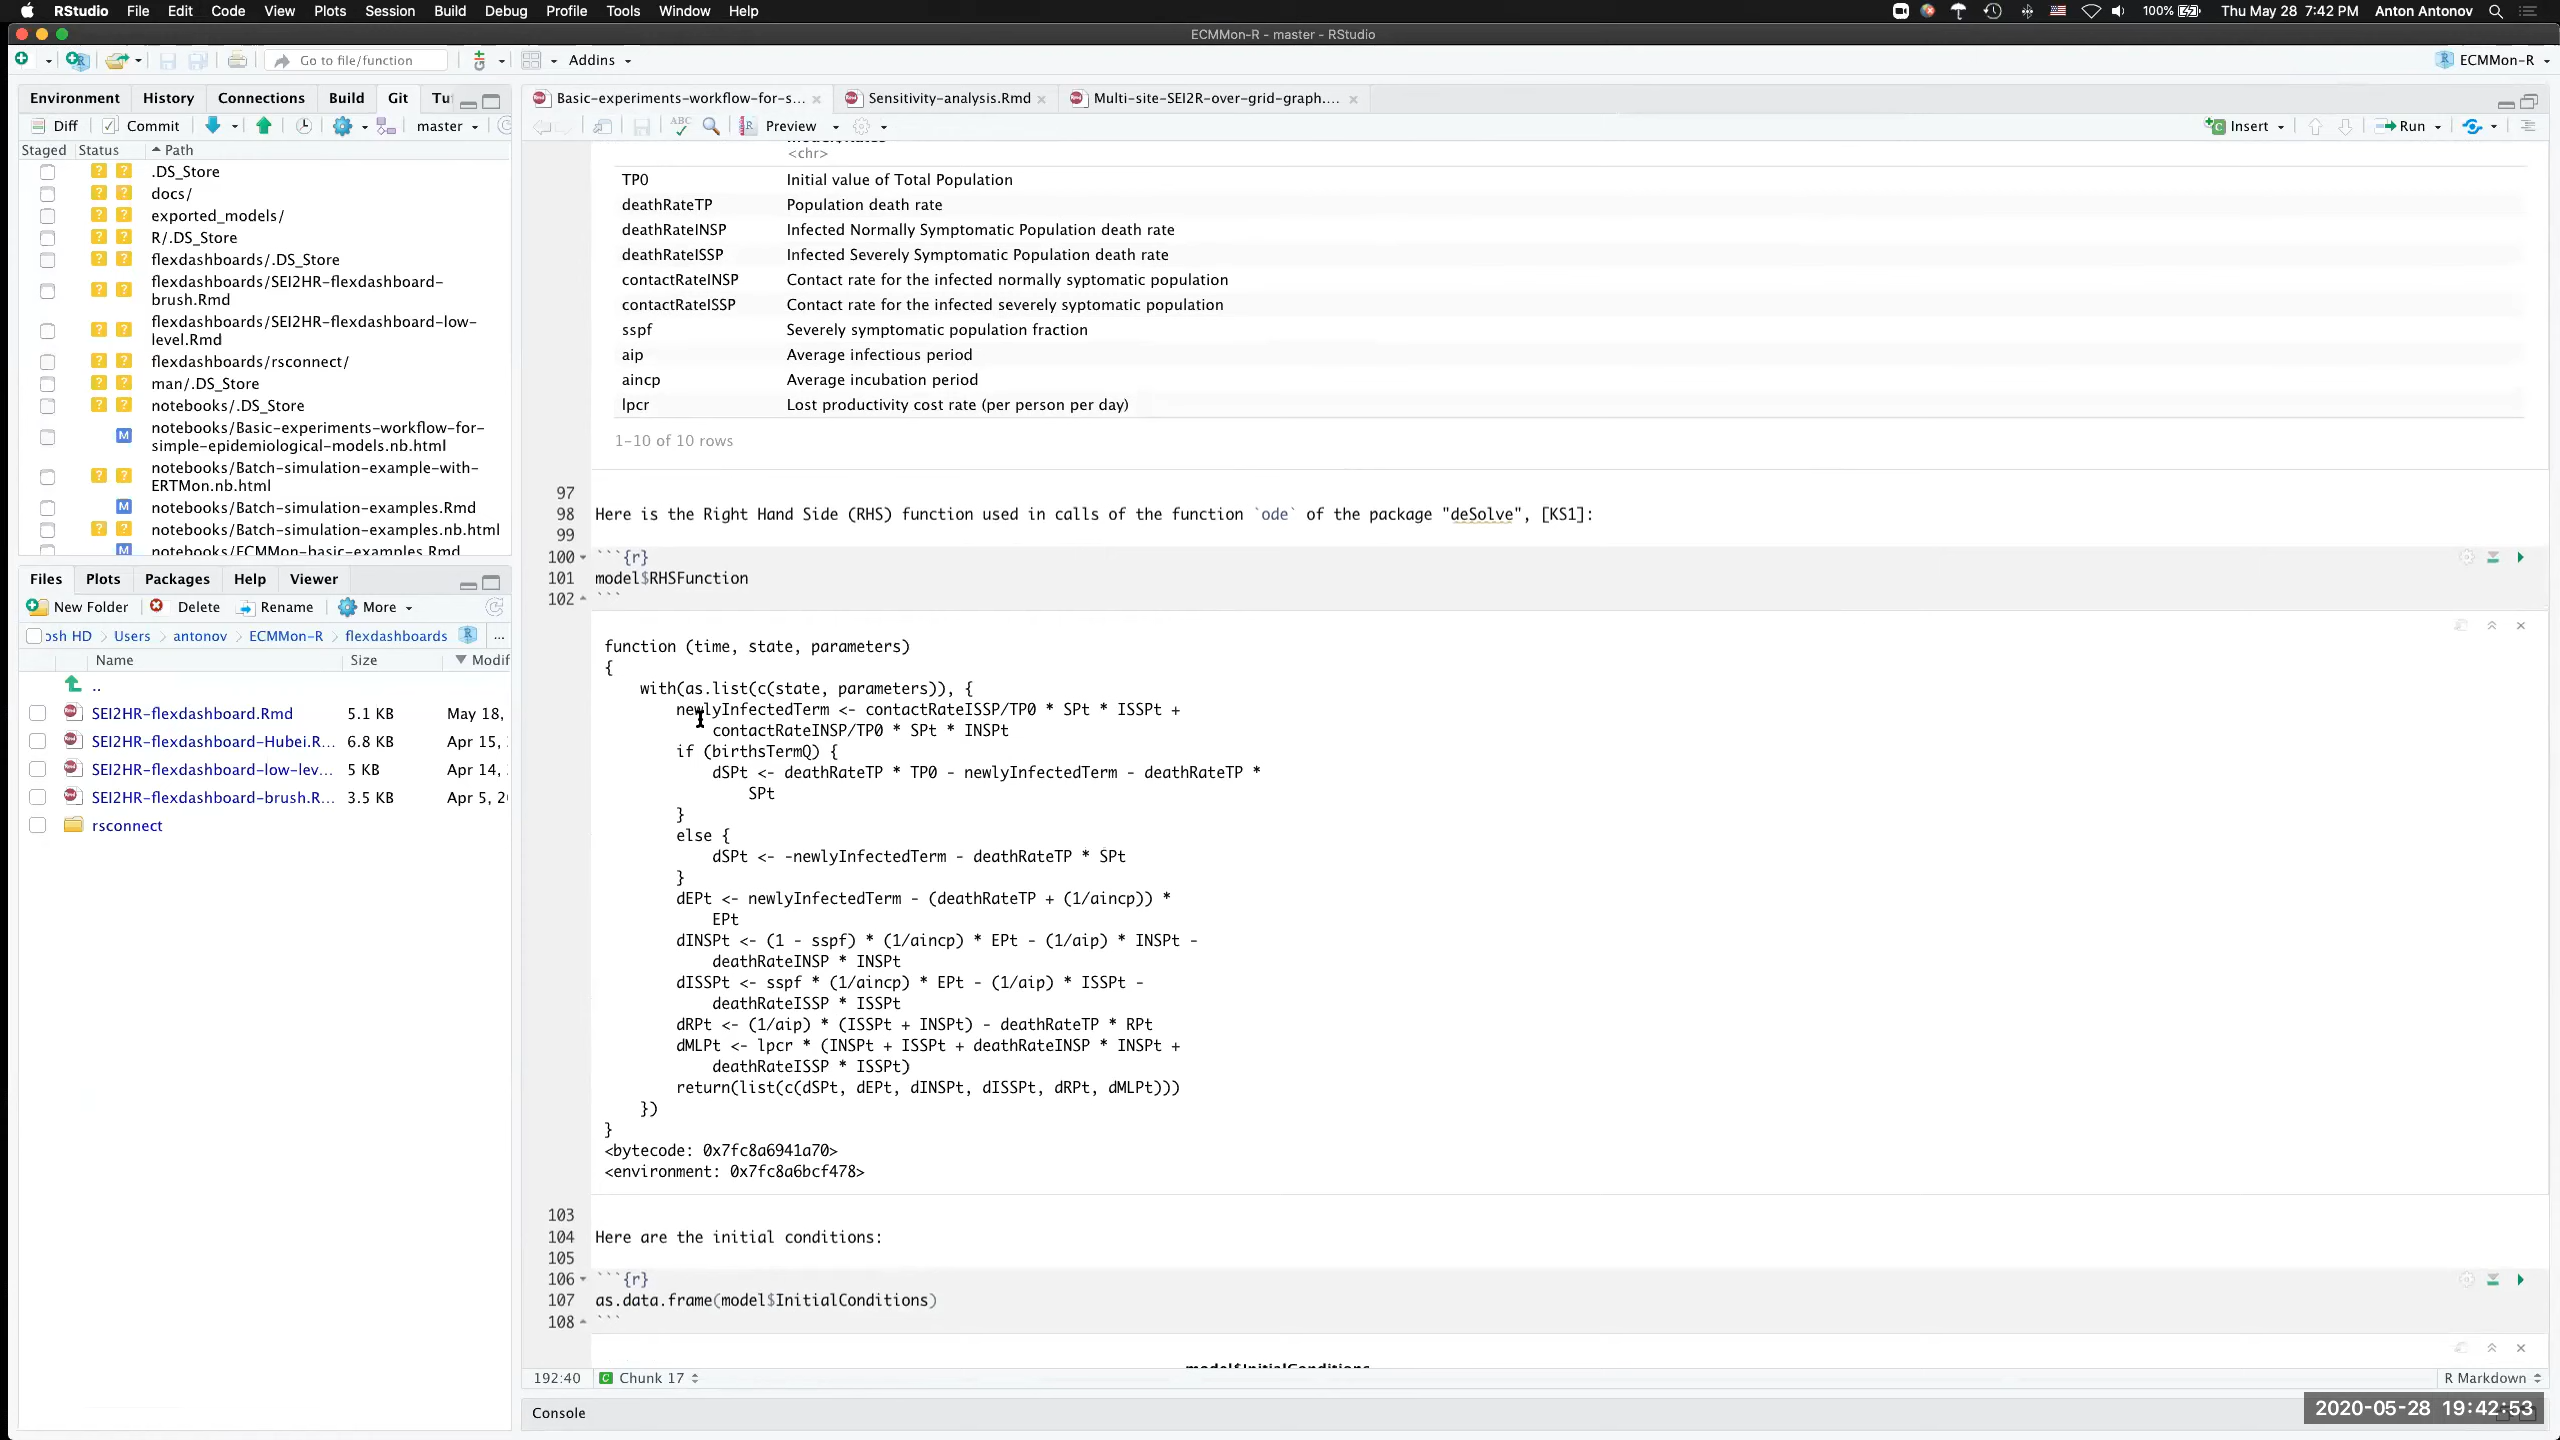 RStudio File Edit Code View Plots Session Build Debug Profile Tools Window Help 100% Thu May 28 7:42 PM Anton Antonov
ECMMon-R - master - RStudio
Go to file/function Addins ECMMon-R
Environment History Connections Build Git Tu
Diff Commit master
Staged Status Path
.DS_Store
docs/
exported_models/
R/.DS_Store
flexdashboards/.DS_Store
flexdashboards/SEI2HR-flexdashboard-
brush.Rmd
flexdashboards/SEI2HR-flexdashboard-low-
level.Rmd
flexdashboards/rsconnect/
man/.DS_Store
notebooks/.DS_Store
M notebooks/Basic-experiments-workflow-for-
simple-epidemiological-models.nb.html
notebooks/Batch-simulation-example-with-
ERTMon.nb.html
M notebooks/Batch-simulation-examples.Rmd
notebooks/Batch-simulation-examples.nb.html
M notebooks/ECMMon-basic-examples.Rmd
Files Plots Packages Help Viewer
New Folder Delete Rename More
osh HD Users antonov ECMMon-R flexdashboards ...
Name Size Modif
..
SEI2HR-flexdashboard.Rmd 5.1 KB May 18,
SEI2HR-flexdashboard-Hubei.R... 6.8 KB Apr 15,
SEI2HR-flexdashboard-low-lev... 5 KB Apr 14,
SEI2HR-flexdashboard-brush.R... 3.5 KB Apr 5, 2
rsconnect
Basic-experiments-workflow-for-s... Sensitivity-analysis.Rmd Multi-site-SEI2R-over-grid-graph....
ABC Preview Insert Run
<chr>
TP0 Initial value of Total Population
deathRateTP Population death rate
deathRateINSP Infected Normally Symptomatic Population death rate
deathRateISSP Infected Severely Symptomatic Population death rate
contactRateINSP Contact rate for the infected normally syptomatic population
contactRateISSP Contact rate for the infected severely syptomatic population
sspf Severely symptomatic population fraction
aip Average infectious period
aincp Average incubation period
lpcr Lost productivity cost rate (per person per day)
1-10 of 10 rows
97
98 Here is the Right Hand Side (RHS) function used in calls of the function `ode` of the package "deSolve", [KS1]:
99
100 ```{r}
101 model$RHSFunction
102 ```
function (time, state, parameters)
{
with(as.list(c(state, parameters)), {
newlyInfectedTerm <- contactRateISSP/TP0 * SPt * ISSPt +
contactRateINSP/TP0 * SPt * INSPt
if (birthsTermQ) {
dSPt <- deathRateTP * TP0 - newlyInfectedTerm - deathRateTP *
SPt
}
else {
dSPt <- -newlyInfectedTerm - deathRateTP * SPt
}
dEPt <- newlyInfectedTerm - (deathRateTP + (1/aincp)) *
EPt
dINSPt <- (1 - sspf) * (1/aincp) * EPt - (1/aip) * INSPt -
deathRateINSP * INSPt
dISSPt <- sspf * (1/aincp) * EPt - (1/aip) * ISSPt -
deathRateISSP * ISSPt
dRPt <- (1/aip) * (ISSPt + INSPt) - deathRateTP * RPt
dMLPt <- lpcr * (INSPt + ISSPt + deathRateINSP * INSPt +
deathRateISSP * ISSPt)
return(list(c(dSPt, dEPt, dINSPt, dISSPt, dRPt, dMLPt)))
})
}
<bytecode: 0x7fc8a6941a70>
<environment: 0x7fc8a6bcf478>
103
104 Here are the initial conditions:
105
106 ```{r}
107 as.data.frame(model$InitialConditions)
108 ```
model$InitialConditions
192:40 Chunk 17 R Markdown
Console
2020-05-28 19:42:53